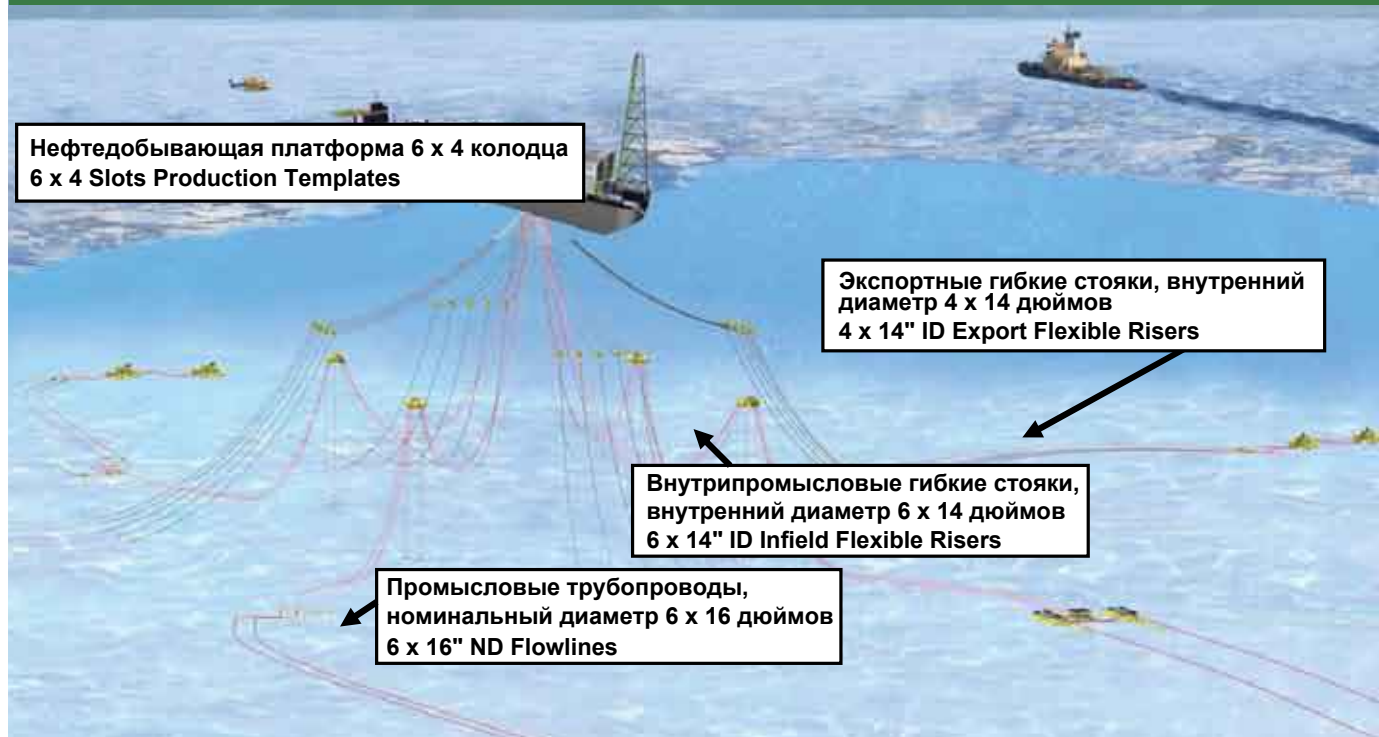 Нефтедобывающая платформа 6 x 4 колодца
6 x 4 Slots Production Templates
Экспортные гибкие стояки, внутренний
диаметр 4 x 14 дюймов
4 x 14" ID Export Flexible Risers
Внутрипромысловые гибкие стояки,
внутренний диаметр 6 x 14 дюймов
6 x 14" ID Infield Flexible Risers
Промысловые трубопроводы,
номинальный диаметр 6 x 16 дюймов
6 x 16" ND Flowlines